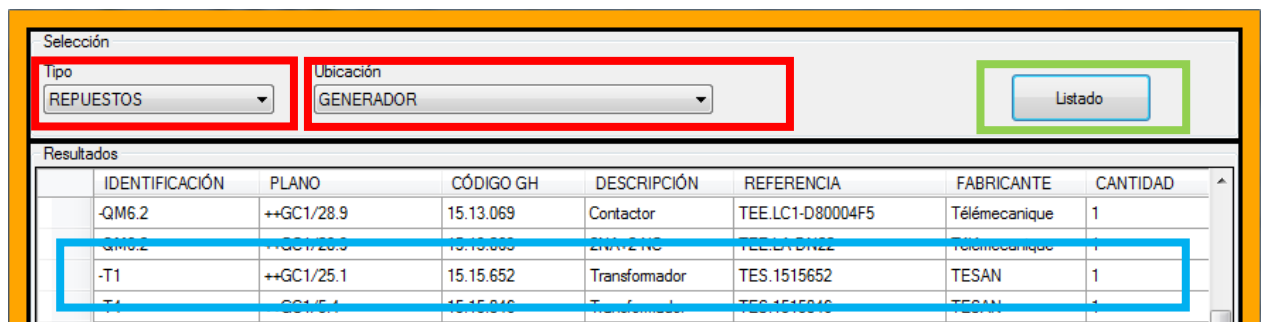 Selección
Tipo Ubicación
REPUESTOS GENERADOR Listado
Resultados
IDENTIFICACIÓN PLANO CÓDIGO GH DESCRIPCIÓN REFERENCIA FABRICANTE CANTIDAD
-QM6.2 ++GC1/28.9 15.13.069 Contactor TEE.LC1-D80004F5 Télémecanique 1
-T1 ++GC1/25.1 15.15.652 Transformador TES.1515652 TESAN 1